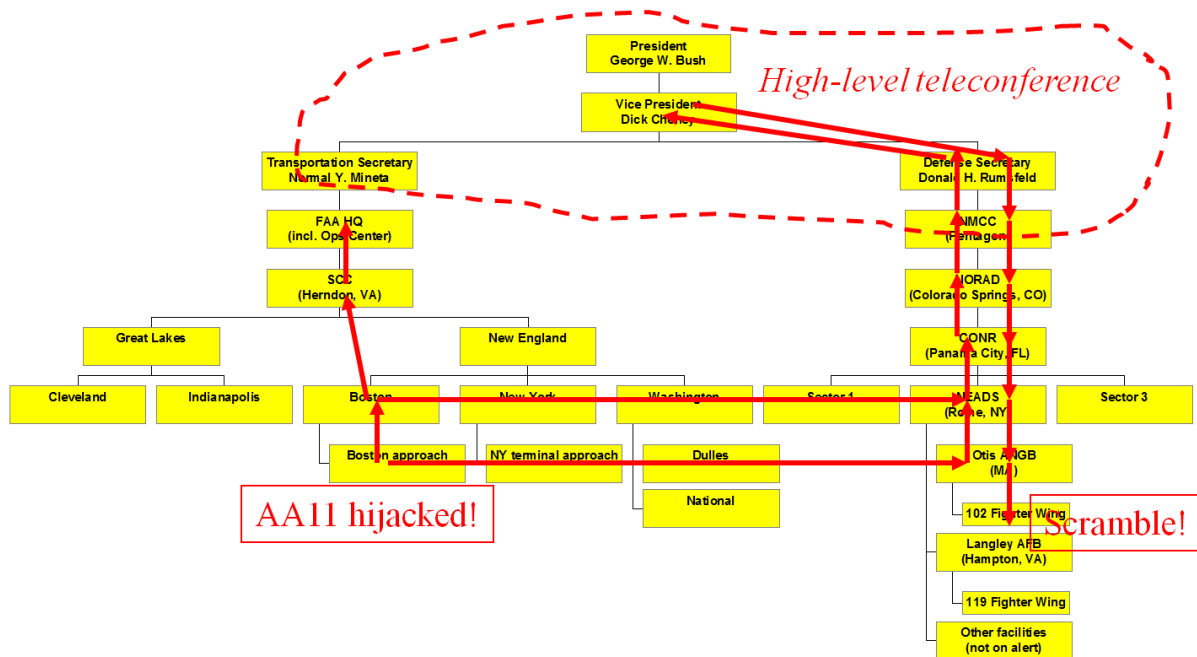 President
George W. Bush
High-level teleconference
Vice President
Dick Cheney
Transportation Secretary
Normal Y. Mineta
Defense Secretary
Donald H. Rumsfeld
FAA HQ
(incl. Ops Center)
NMCC
(Pentagon)
SCC
(Herndon, VA)
NORAD
(Colorado Springs, CO)
Great Lakes
New England
CONR
(Panama City, FL)
Cleveland
Indianapolis
Boston
New York
Washington
Sector 1
NEADS
(Rome, NY)
Sector 3
Boston approach
NY terminal approach
Dulles
Otis ANGB
(MA)
AA11 hijacked!
National
102 Fighter Wing
Scramble!
Langley AFB
(Hampton, VA)
119 Fighter Wing
Other facilities
(not on alert)